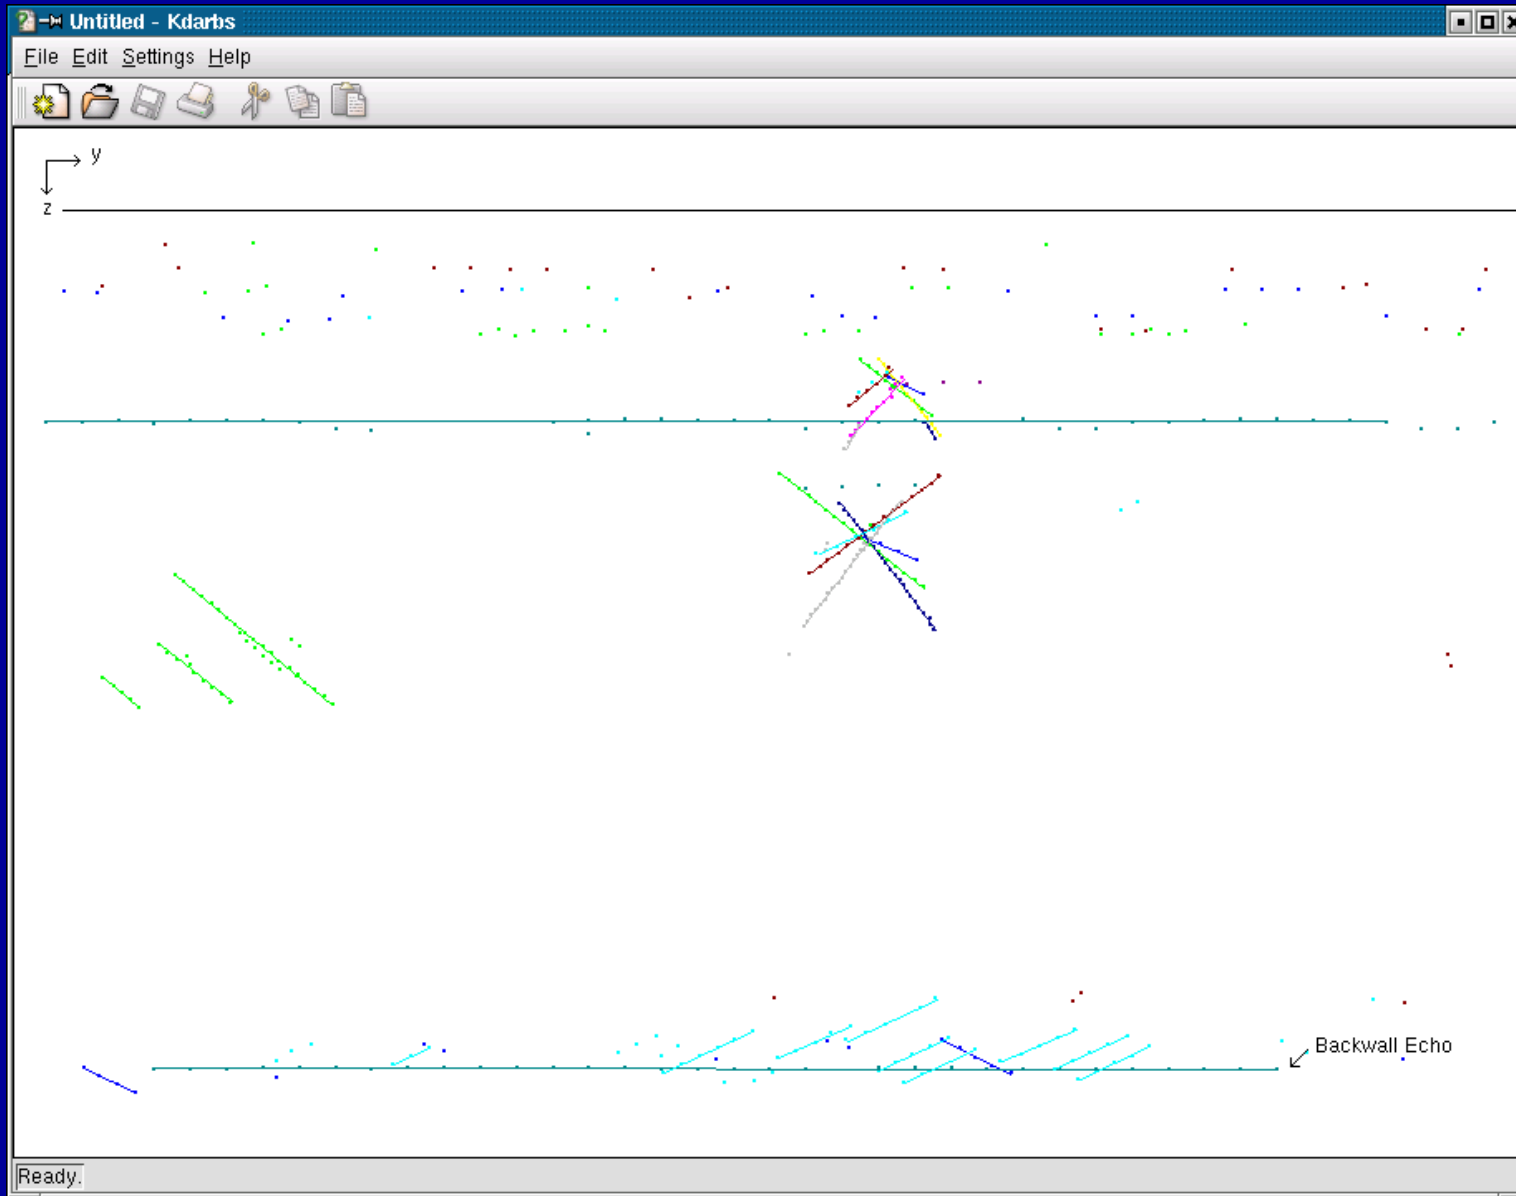 Untitled - Kdarbs
File Edit Settings Help
y
z
Backwall Echo
Ready.